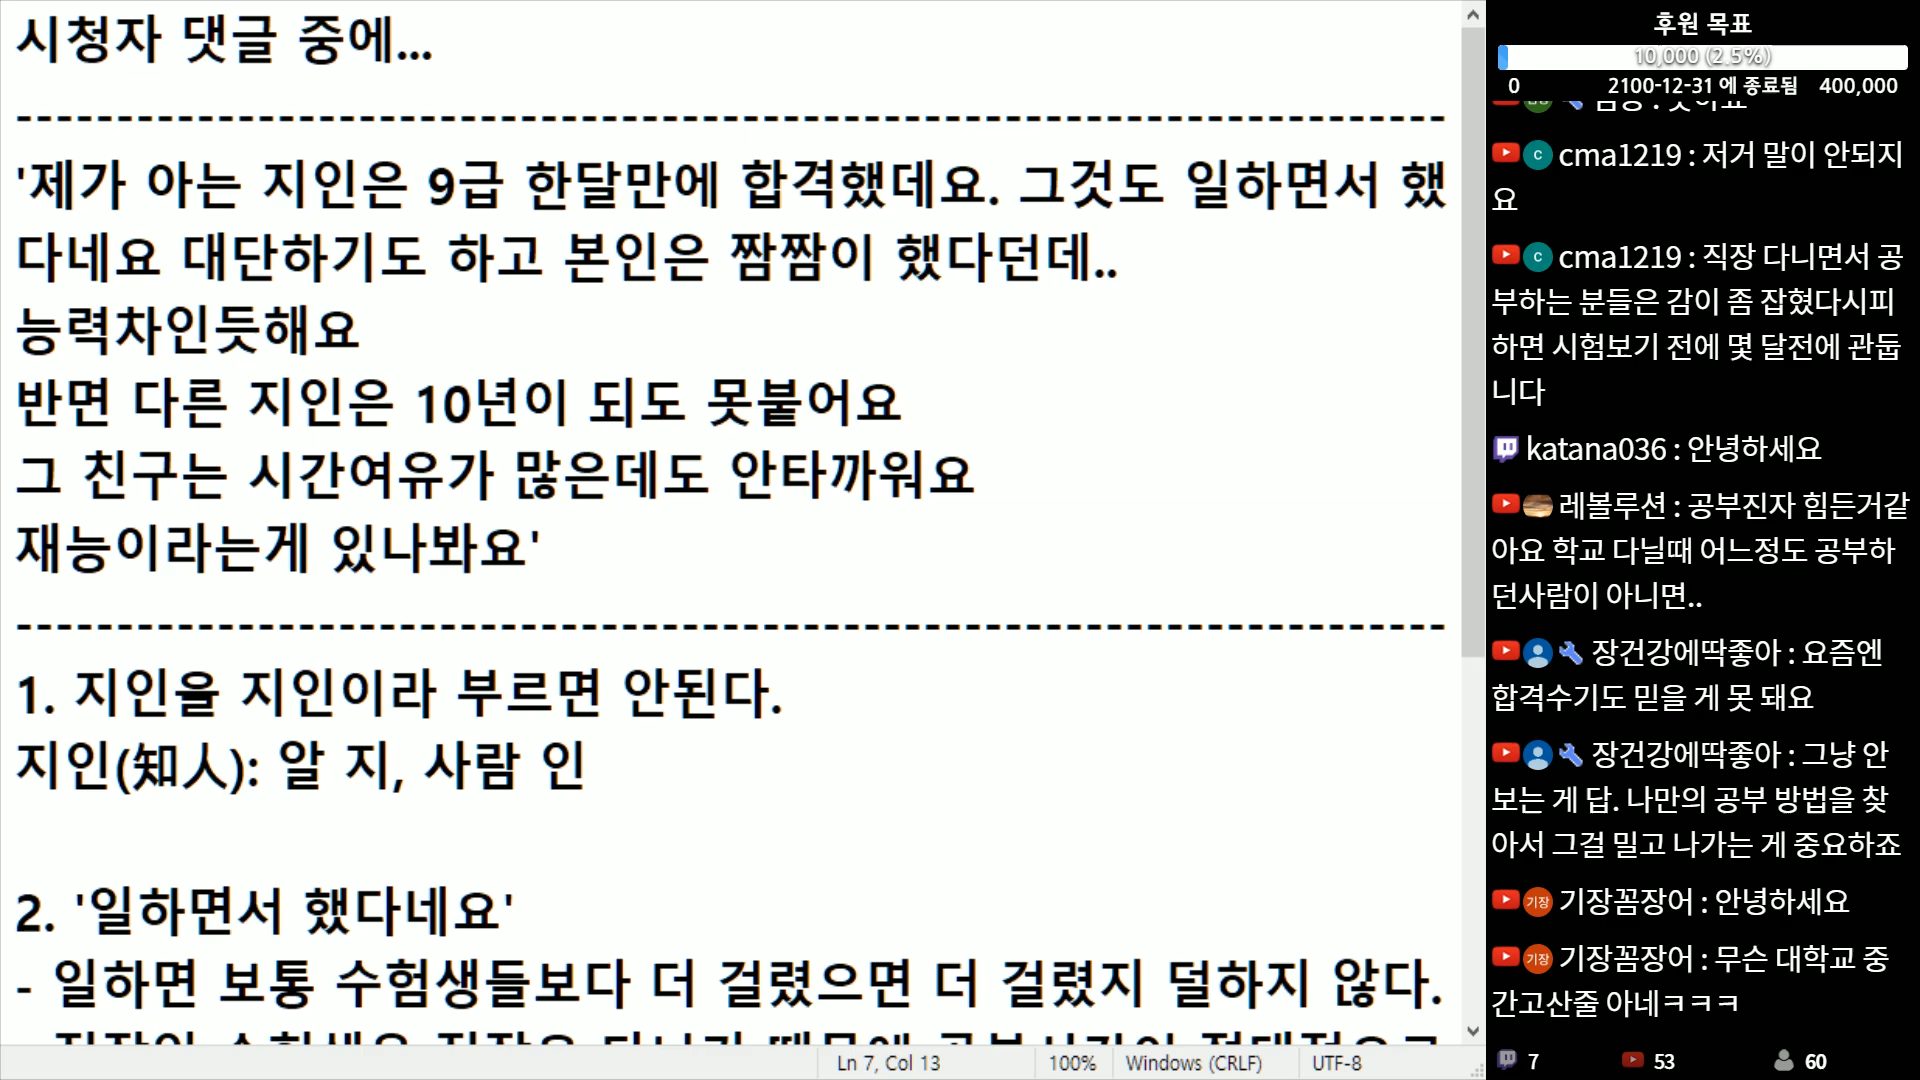 시청자 댓글 중에...
--------------------------------------------------------------------------
'제가 아는 지인은 9급 한달만에 합격했데요. 그것도 일하면서 했
다네요 대단하기도 하고 본인은 짬짬이 했다던데..
능력차인듯해요
반면 다른 지인은 10년이 되도 못붙어요
그 친구는 시간여유가 많은데도 안타까워요
재능이라는게 있나봐요'
--------------------------------------------------------------------------
1. 지인을 지인이라 부르면 안된다.
지인(知人): 알 지, 사람 인
2. '일하면서 했다네요'
- 일하면 보통 수험생들보다 더 걸렸으면 더 걸렸지 덜하지 않다.
Ln 7, Col 13
100%
Windows (CRLF)
UTF-8
후원 목표
10,000 (2.5%)
0
2100-12-31 에 종료됨
400,000
cma1219 : 저거 말이 안되지
요
cma1219 : 직장 다니면서 공
부하는 분들은 감이 좀 잡혔다시피
하면 시험보기 전에 몇 달전에 관둡
니다
katana036 : 안녕하세요
레볼루션 : 공부진자 힘든거같
아요 학교 다닐때 어느정도 공부하
던사람이 아니면..
장건강에딱좋아 : 요즘엔
합격수기도 믿을 게 못 돼요
장건강에딱좋아 : 그냥 안
보는 게 답. 나만의 공부 방법을 찾
아서 그걸 밀고 나가는 게 중요하죠
기장 기장꼼장어 : 안녕하세요
기장 기장꼼장어 : 무슨 대학교 중
간고산줄 아네ㅋㅋㅋ
7
53
60